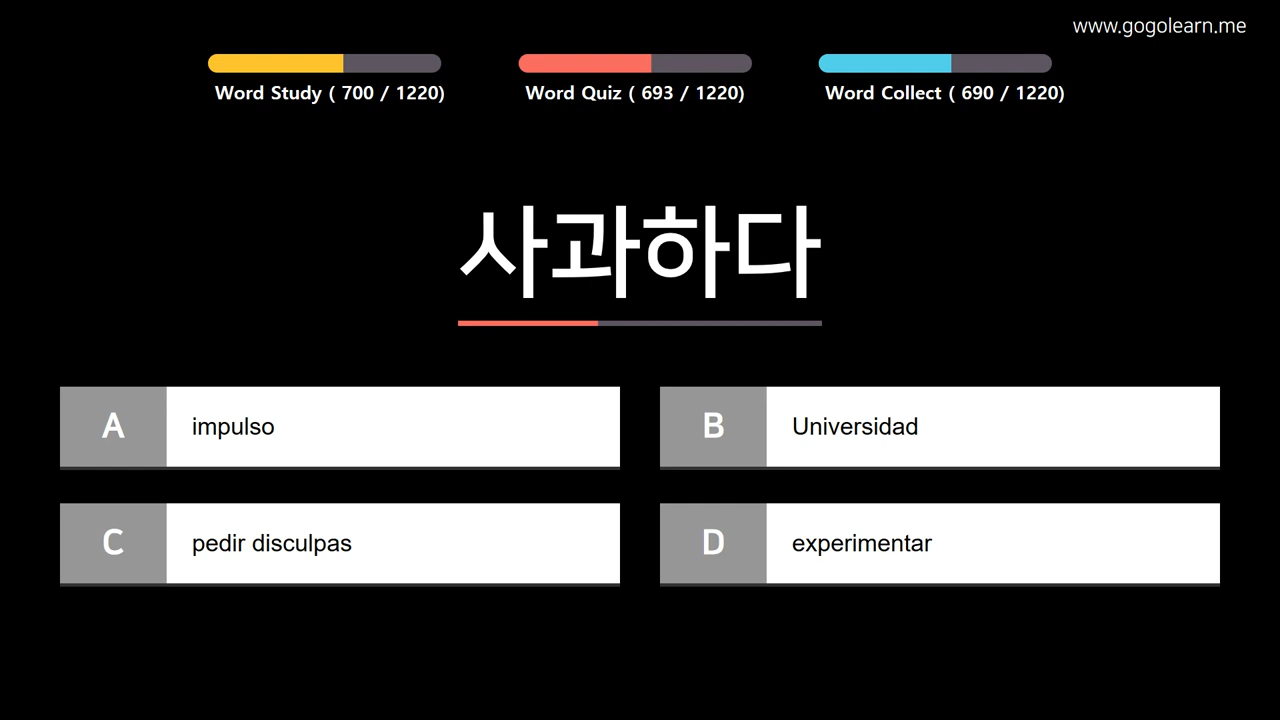 www.gogolearn.me
Word Study ( 700 / 1220)
Word Quiz ( 693 / 1220)
Word Collect ( 690 / 1220)
사과하다
A impulso
B Universidad
C pedir disculpas
D experimentar